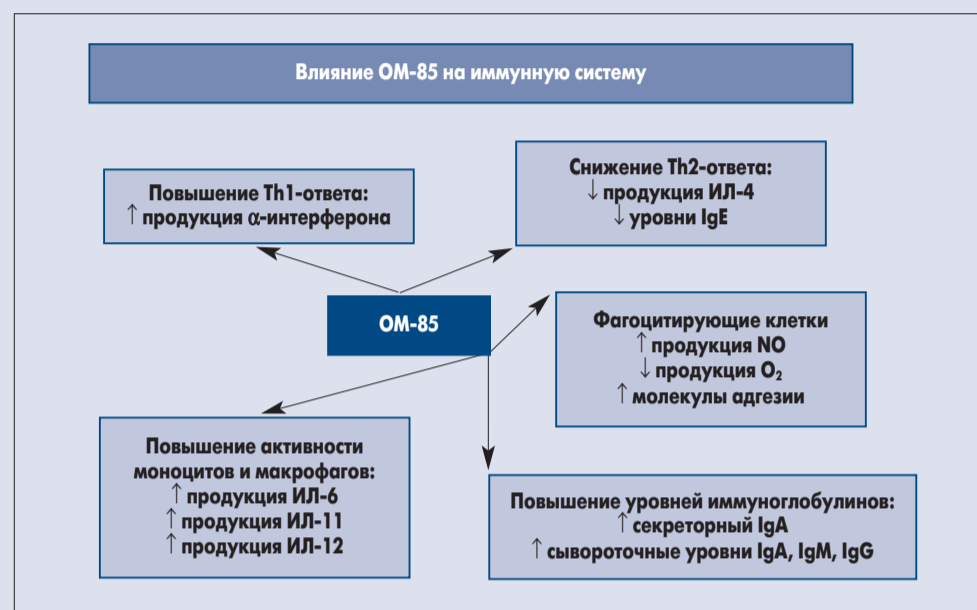 Влияние ОМ-85 на иммунную систему
Повышение Th1-ответа:
↑ продукция α-интерферона
Снижение Th2-ответа:
↓ продукция ИЛ-4
↓ уровни IgE
ОМ-85
Фагоцитирующие клетки
↑ продукция NO
↓ продукция O₂
↑ молекулы адгезии
Повышение активности
моноцитов и макрофагов:
↑ продукция ИЛ-6
↑ продукция ИЛ-11
↑ продукция ИЛ-12
Повышение уровней иммуноглобулинов:
↑ секреторный IgA
↑ сывороточные уровни IgA, IgM, IgG